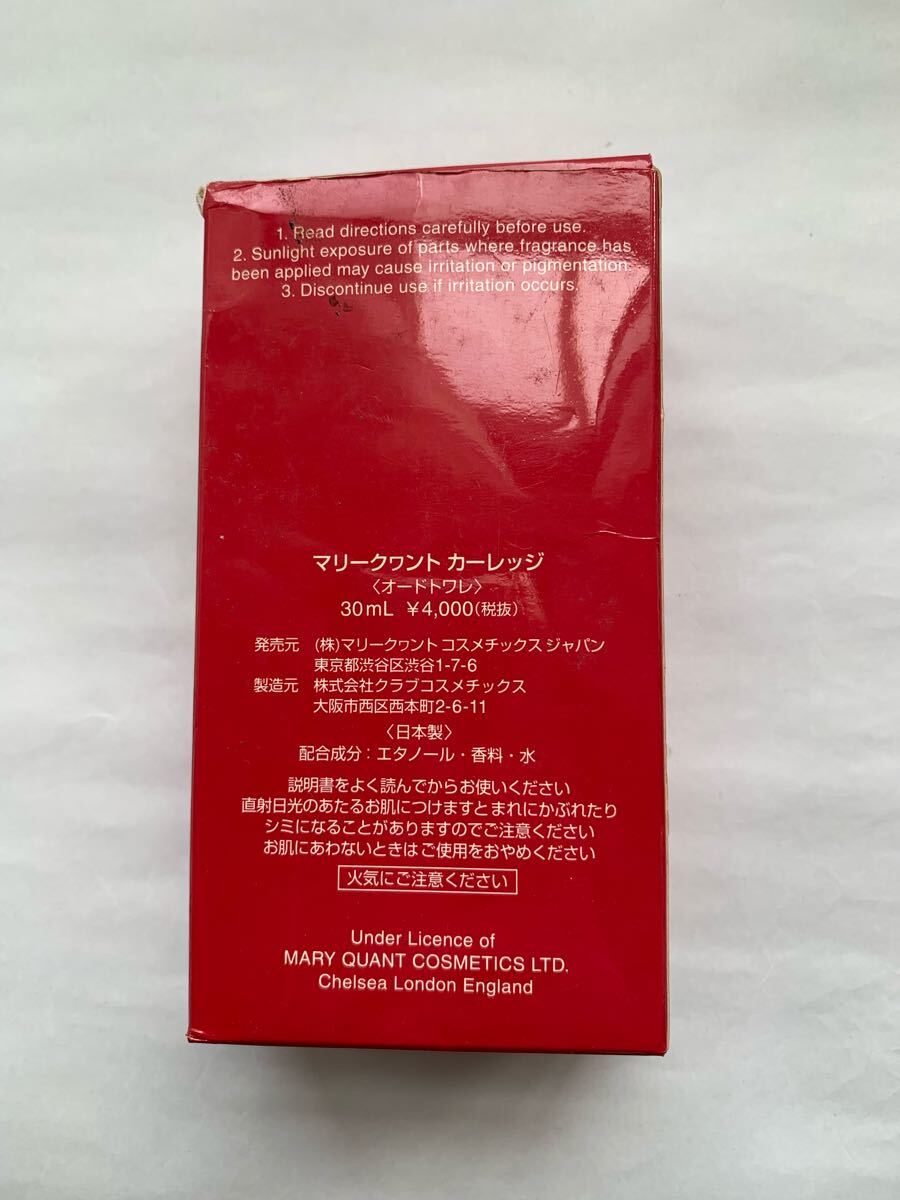 1. Read directions carefully before use.
2. Sunlight exposure of parts where fragrance has
been applied may cause irritation or pigmentation.
3. Discontinue use if irritation occurs.
マリークヮント カーレッジ
〈オードトワレ〉
30mL ¥4,000(税抜)
発売元 (株)マリークヮント コスメチックス ジャパン
東京都渋谷区渋谷1-7-6
製造元 株式会社クラブコスメチックス
大阪市西区西本町2-6-11
〈日本製〉
配合成分：エタノール・香料・水
説明書をよく読んでからお使いください
直射日光のあたるお肌につけますとまれにかぶれたり
シミになることがありますのでご注意ください
お肌にあわないときはご使用をおやめください
火気にご注意ください
Under Licence of
MARY QUANT COSMETICS LTD.
Chelsea London England